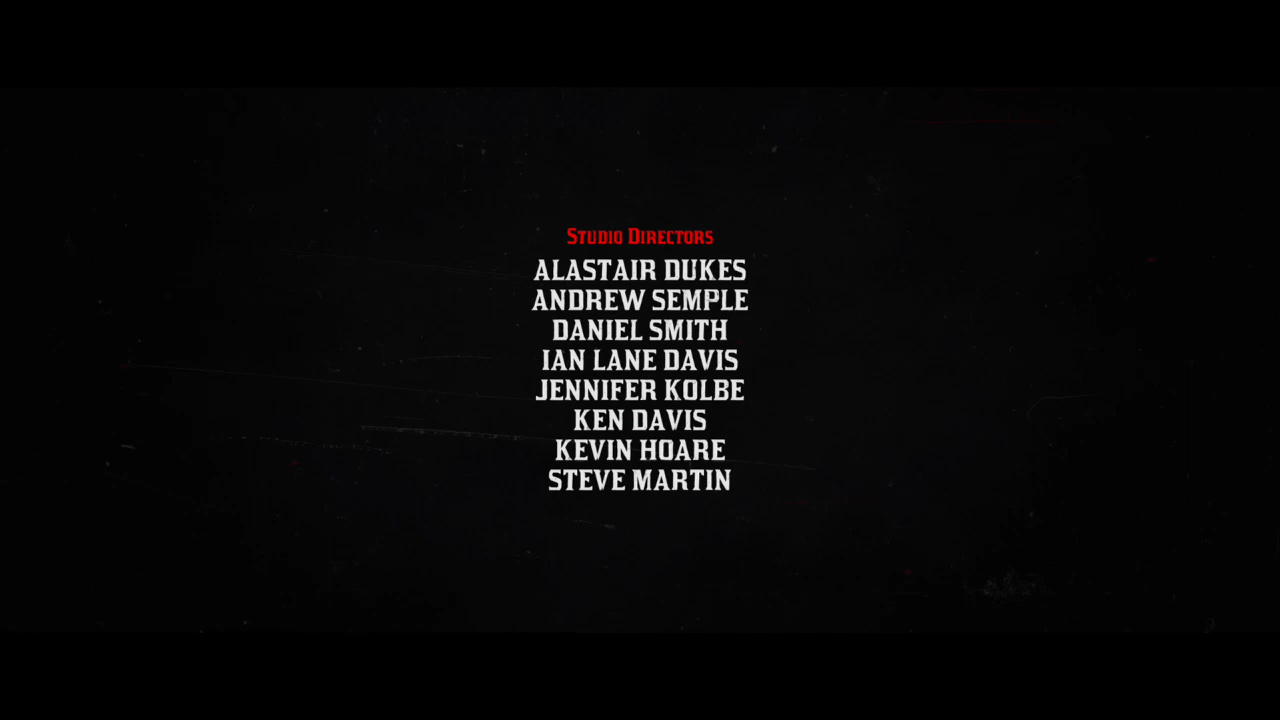 Studio Directors
ALASTAIR DUKES
ANDREW SEMPLE
DANIEL SMITH
IAN LANE DAVIS
JENNIFER KOLBE
KEN DAVIS
KEVIN HOARE
STEVE MARTIN